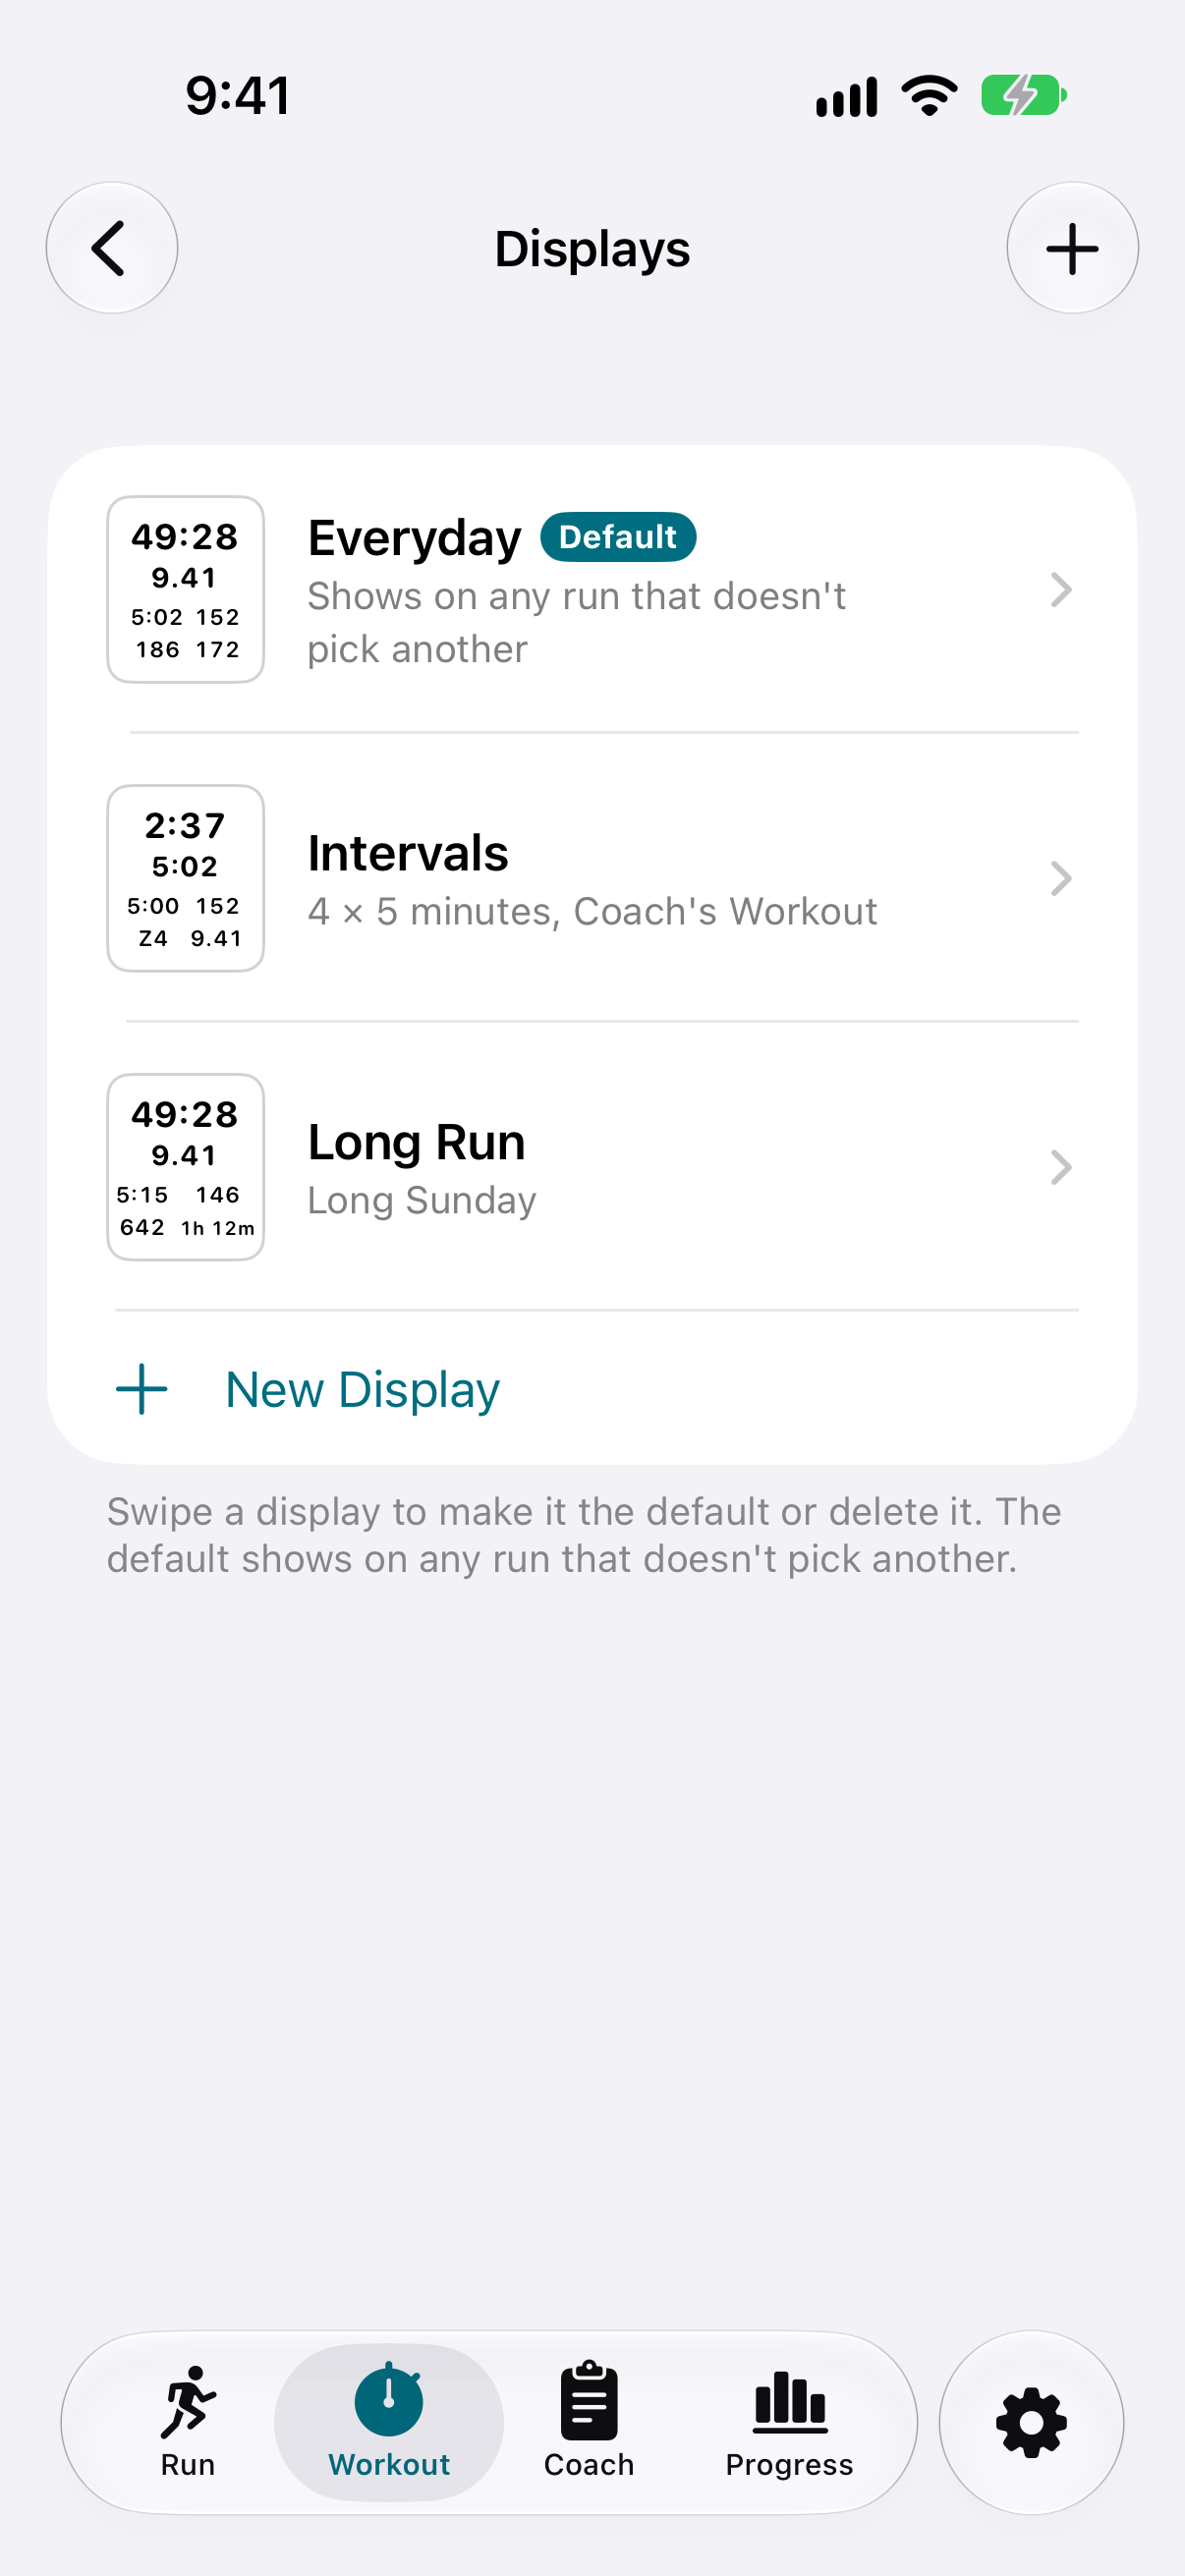 9:41
Displays
49:28
9.41
5:02 152
186 172
Everyday Default
Shows on any run that doesn't
pick another
2:37
5:02
5:00 152
Z4 9.41
Intervals
4 × 5 minutes, Coach's Workout
49:28
9.41
5:15 146
642 1h 12m
Long Run
Long Sunday
New Display
Swipe a display to make it the default or delete it. The
default shows on any run that doesn't pick another.
Run Workout Coach Progress